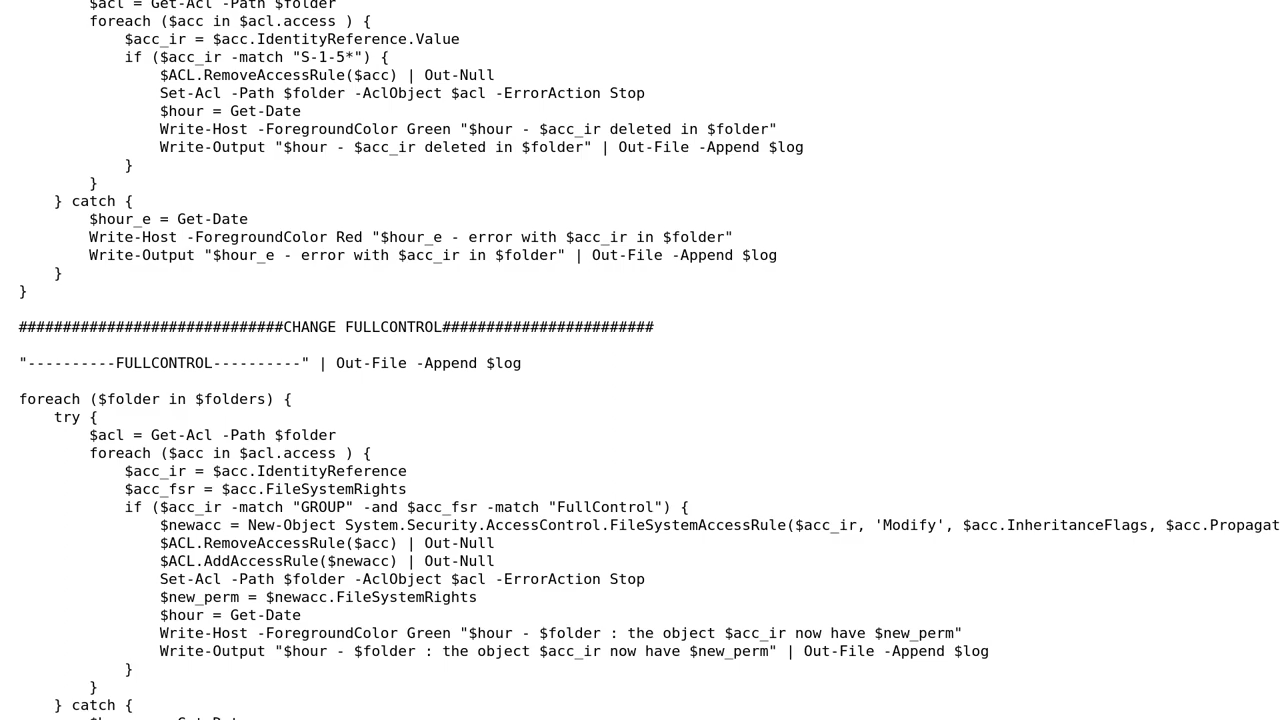 $acl = Get-Acl -Path $folder
foreach ($acc in $acl.access ) {
$acc_ir = $acc.IdentityReference.Value
if ($acc_ir -match "S-1-5*") {
$ACL.RemoveAccessRule($acc) | Out-Null
Set-Acl -Path $folder -AclObject $acl -ErrorAction Stop
$hour = Get-Date
Write-Host -ForegroundColor Green "$hour - $acc_ir deleted in $folder"
Write-Output "$hour - $acc_ir deleted in $folder" | Out-File -Append $log
}
}
} catch {
$hour_e = Get-Date
Write-Host -ForegroundColor Red "$hour_e - error with $acc_ir in $folder"
Write-Output "$hour_e - error with $acc_ir in $folder" | Out-File -Append $log
}
}
##############################CHANGE FULLCONTROL########################
"----------FULLCONTROL----------" | Out-File -Append $log
foreach ($folder in $folders) {
try {
$acl = Get-Acl -Path $folder
foreach ($acc in $acl.access ) {
$acc_ir = $acc.IdentityReference
$acc_fsr = $acc.FileSystemRights
if ($acc_ir -match "GROUP" -and $acc_fsr -match "FullControl") {
$newacc = New-Object System.Security.AccessControl.FileSystemAccessRule($acc_ir, 'Modify', $acc.InheritanceFlags, $acc.Propagat
$ACL.RemoveAccessRule($acc) | Out-Null
$ACL.AddAccessRule($newacc) | Out-Null
Set-Acl -Path $folder -AclObject $acl -ErrorAction Stop
$new_perm = $newacc.FileSystemRights
$hour = Get-Date
Write-Host -ForegroundColor Green "$hour - $folder : the object $acc_ir now have $new_perm"
Write-Output "$hour - $folder : the object $acc_ir now have $new_perm" | Out-File -Append $log
}
}
} catch {